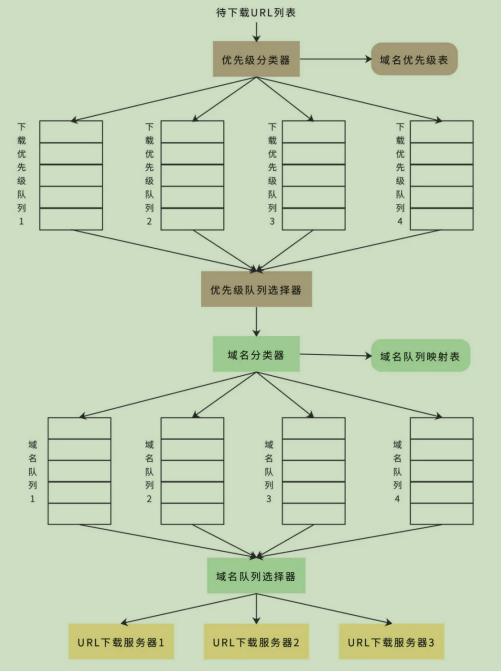 待下载URL列表
优先级分类器
域名优先级表
下载优先级队列1
下载优先级队列2
下载优先级队列3
下载优先级队列4
优先级队列选择器
域名分类器
域名队列映射表
域名队列1
域名队列2
域名队列3
域名队列4
域名队列选择器
URL下载服务器1
URL下载服务器2
URL下载服务器3